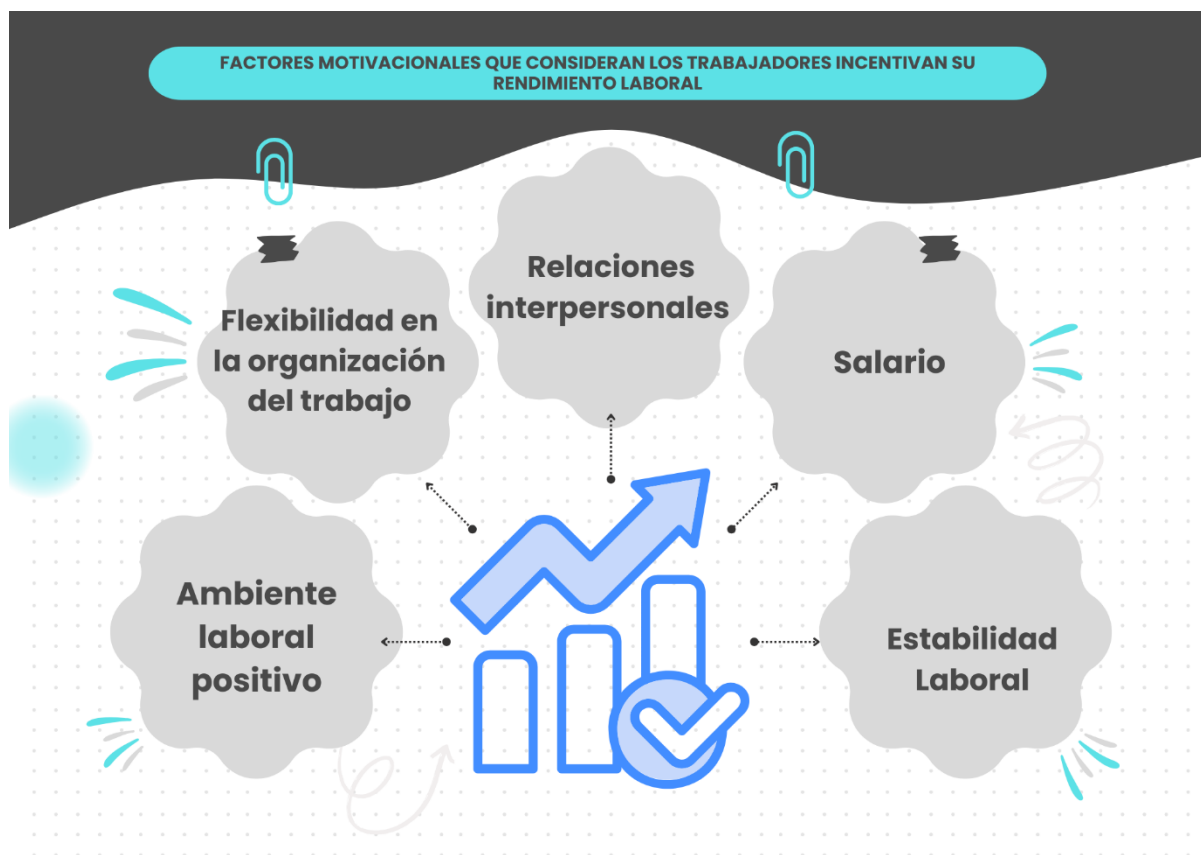 FACTORES MOTIVACIONALES QUE CONSIDERAN LOS TRABAJADORES INCENTIVAN SU
RENDIMIENTO LABORAL
Relaciones
interpersonales
Flexibilidad en
la organización
del trabajo
Salario
Ambiente
laboral
positivo
Estabilidad
Laboral